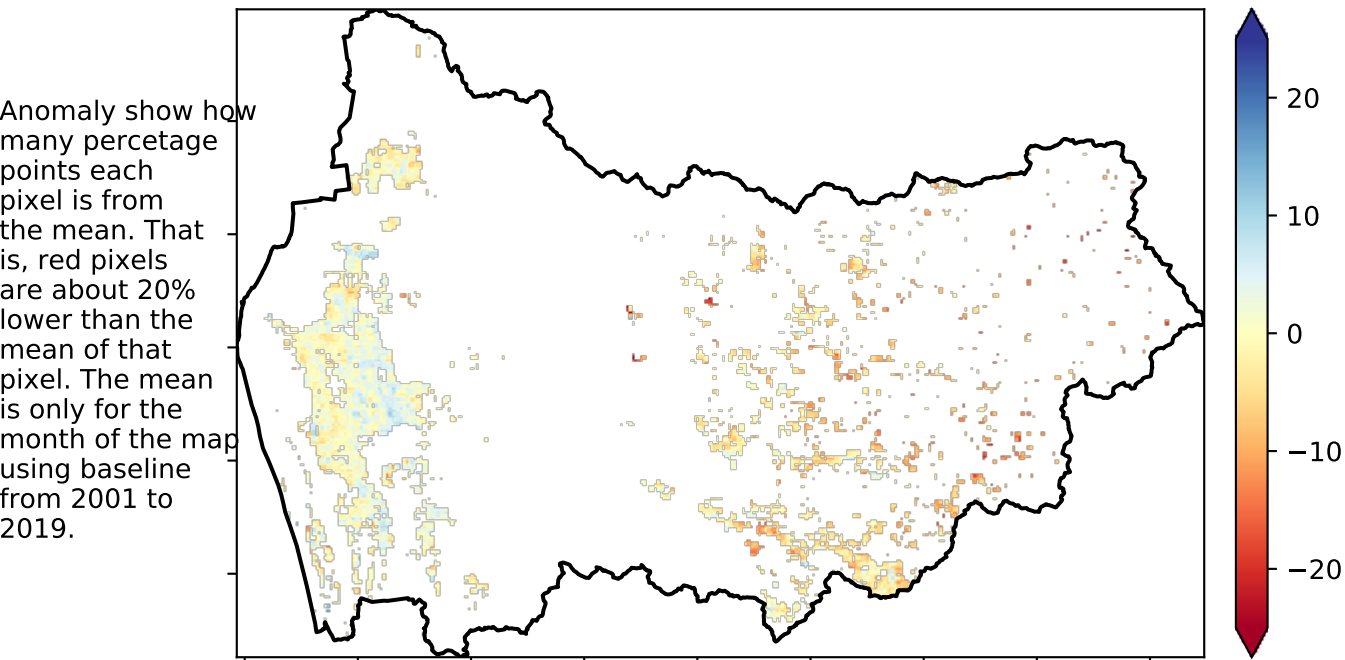 Anomaly show how
many percetage
points each
pixel is from
the mean. That
is, red pixels
are about 20%
lower than the
mean of that
pixel. The mean
is only for the
month of the map
using baseline
from 2001 to
2019.
20
10
0
−10
−20